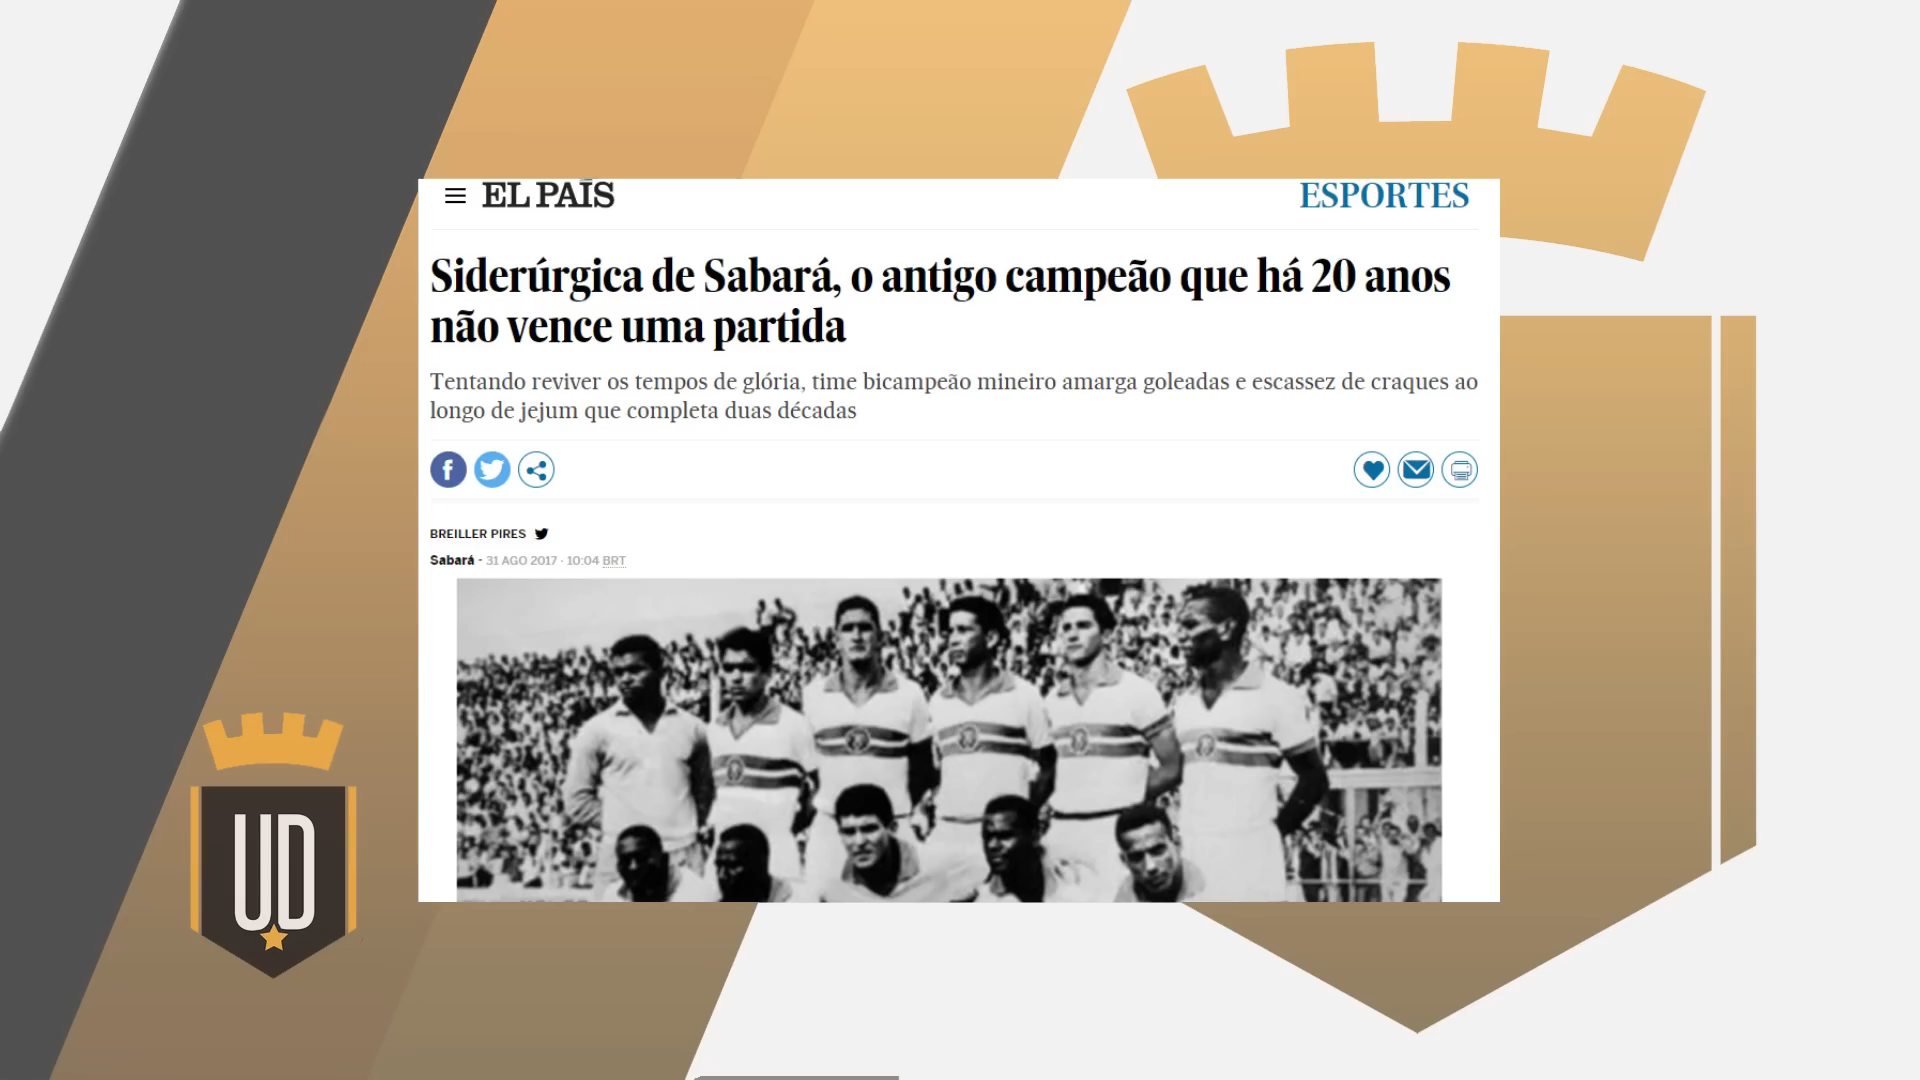 EL PAÍS
ESPORTES
Siderúrgica de Sabará, o antigo campeão que há 20 anos
não vence uma partida
Tentando reviver os tempos de glória, time bicampeão mineiro amarga goleadas e escassez de craques ao
longo de jejum que completa duas décadas
f
BREILLER PIRES
Sabará - 31 AGO 2017 · 10:04 BRT
UD